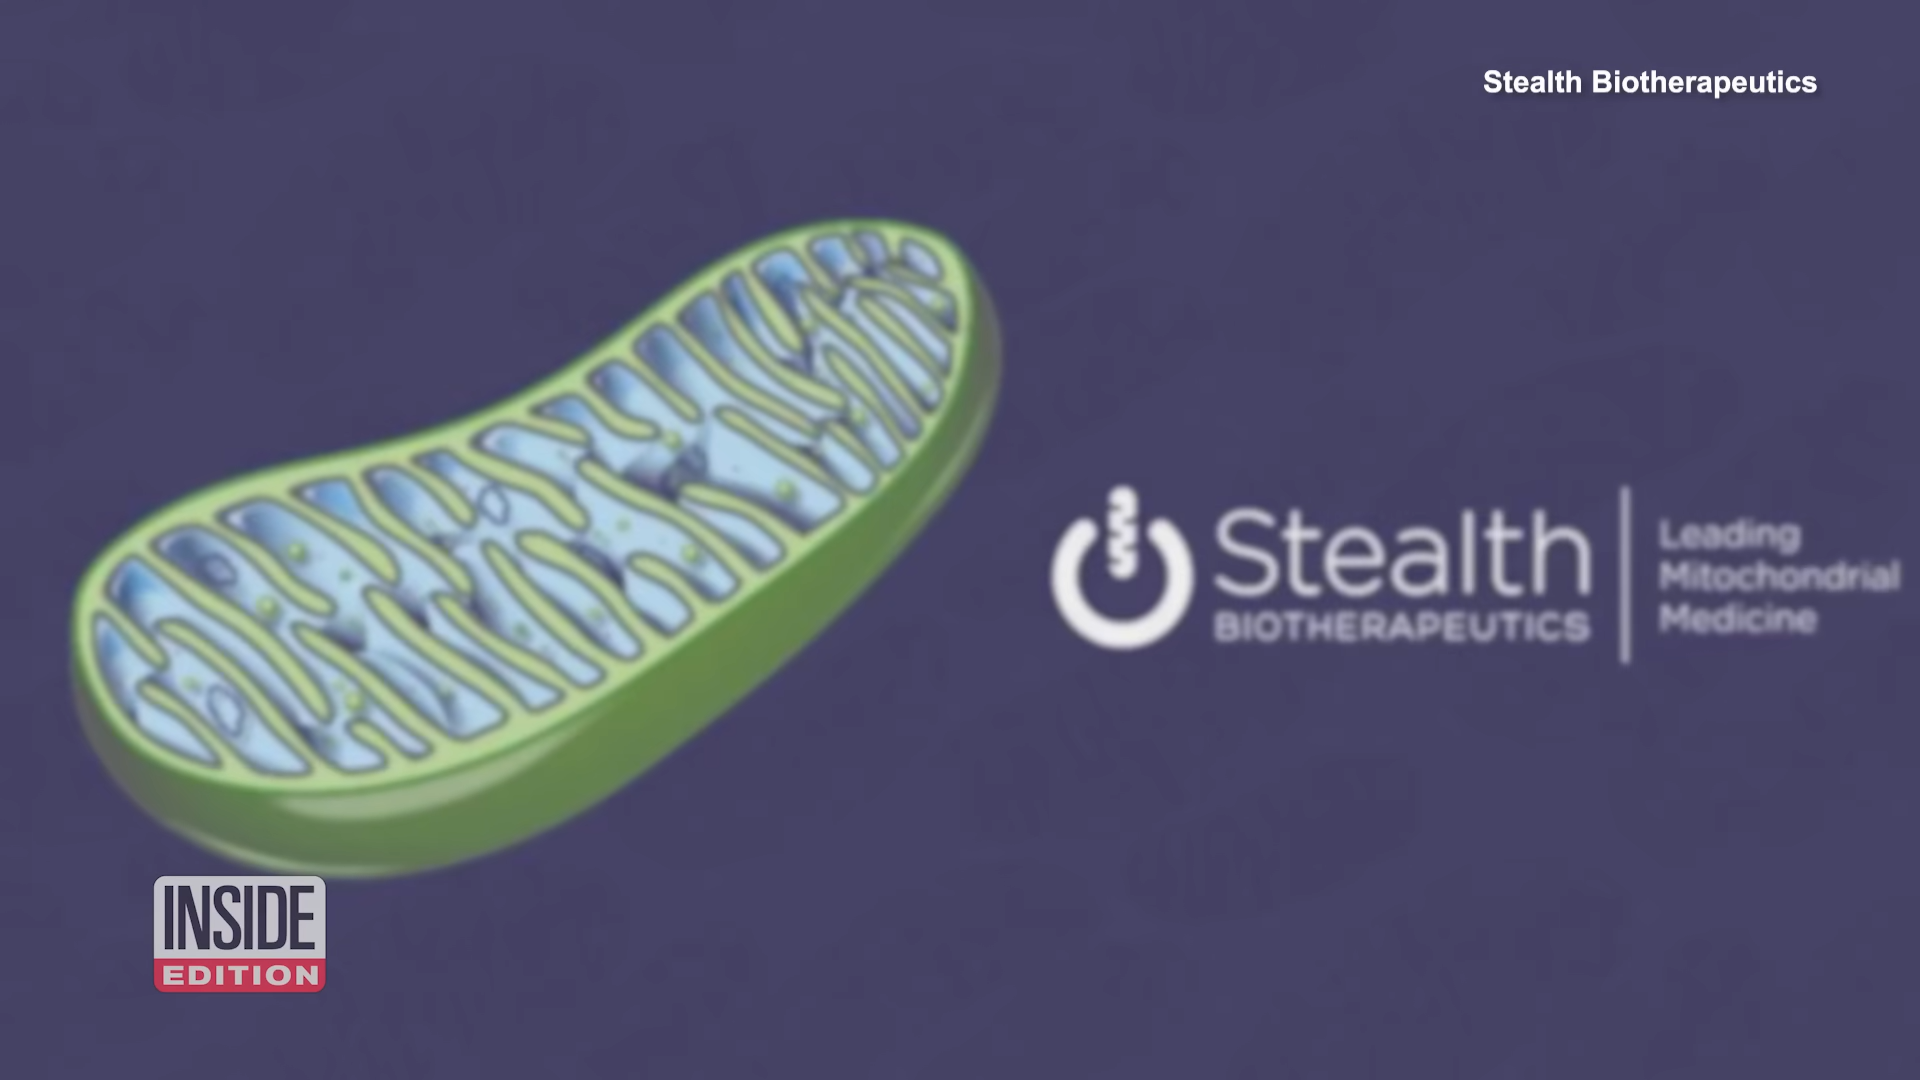 Stealth Biotherapeutics
Stealth
BIOTHERAPEUTICS
Leading
Mitochondrial
Medicine
INSIDE
EDITION